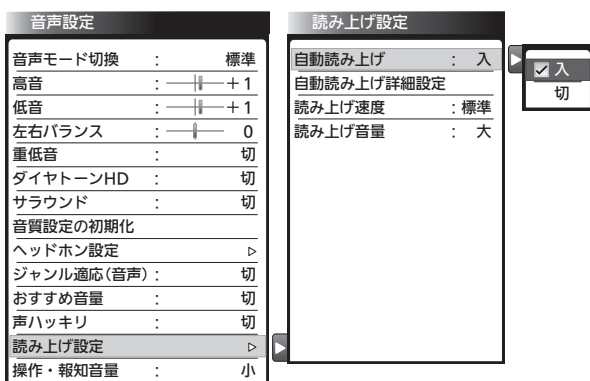 音声設定
音声モード切換 : 標準
高音 : +1
低音 : +1
左右バランス : 0
重低音 : 切
ダイヤトーンHD : 切
サラウンド : 切
音質設定の初期化
ヘッドホン設定
ジャンル適応(音声) : 切
おすすめ音量 : 切
声ハッキリ : 切
読み上げ設定
操作・報知音量 : 小
読み上げ設定
自動読み上げ : 入
自動読み上げ詳細設定
読み上げ速度 : 標準
読み上げ音量 : 大
入
切